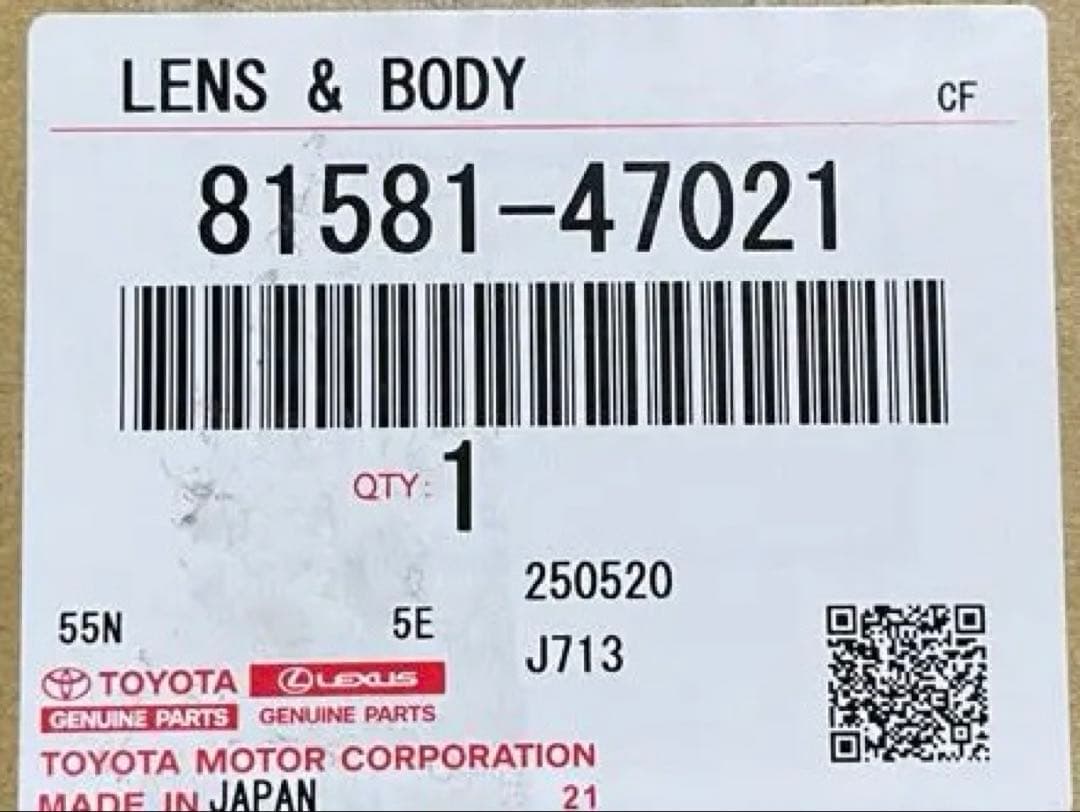 LENS & BODY CF
81581-47021
QTY: 1
250520
55N 5E
J713
TOYOTA LEXUS
GENUINE PARTS GENUINE PARTS
TOYOTA MOTOR CORPORATION
MADE IN JAPAN 21